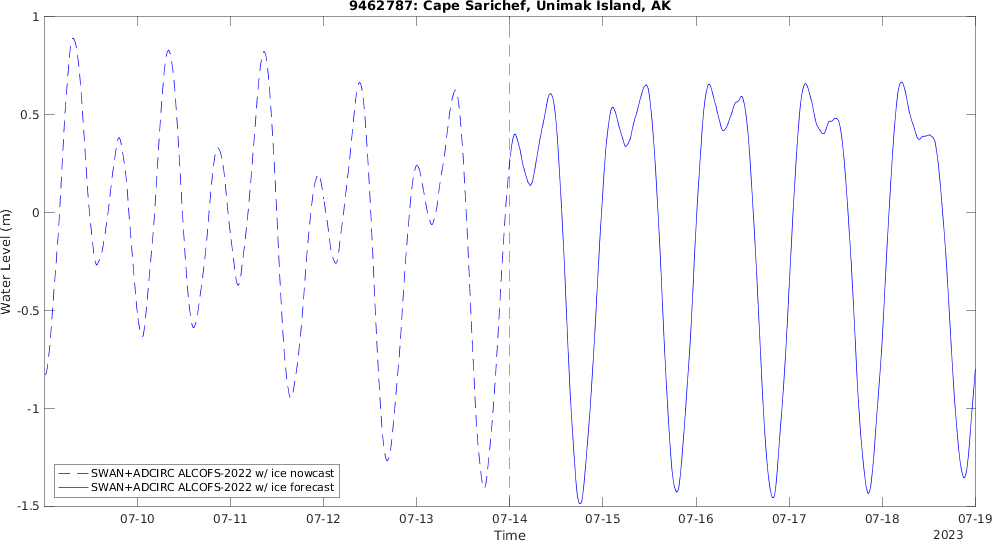 9462787: Cape Sarichef, Unimak Island, AK
Water Level (m)
1
0.5
0
-0.5
-1
-1.5
SWAN+ADCIRC ALCOFS-2022 w/ ice nowcast
SWAN+ADCIRC ALCOFS-2022 w/ ice forecast
07-10 07-11 07-12 07-13 07-14 07-15 07-16 07-17 07-18 07-19
Time
2023